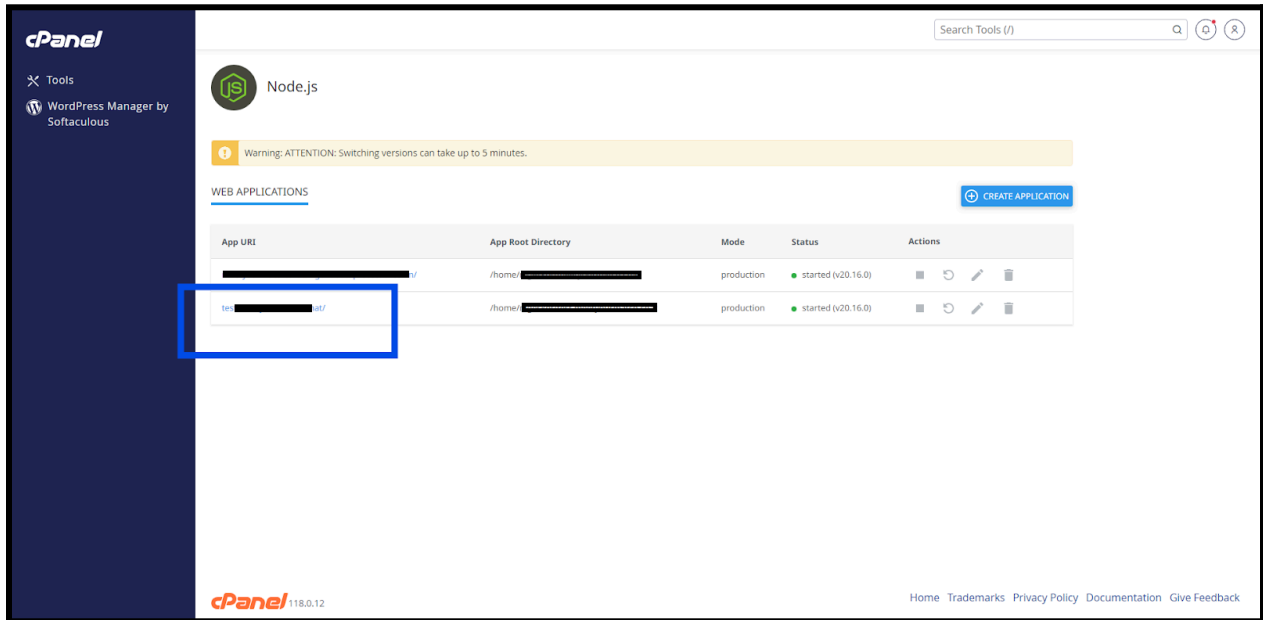 cPanel
Search Tools (/)
Tools
WordPress Manager by
Softaculous
JS
Node.js
Warning: ATTENTION: Switching versions can take up to 5 minutes.
WEB APPLICATIONS
CREATE APPLICATION
App URI App Root Directory Mode Status Actions
/home/ production started (v20.16.0)
tes at/ /home/ production started (v20.16.0)
cPanel 118.0.12
Home Trademarks Privacy Policy Documentation Give Feedback